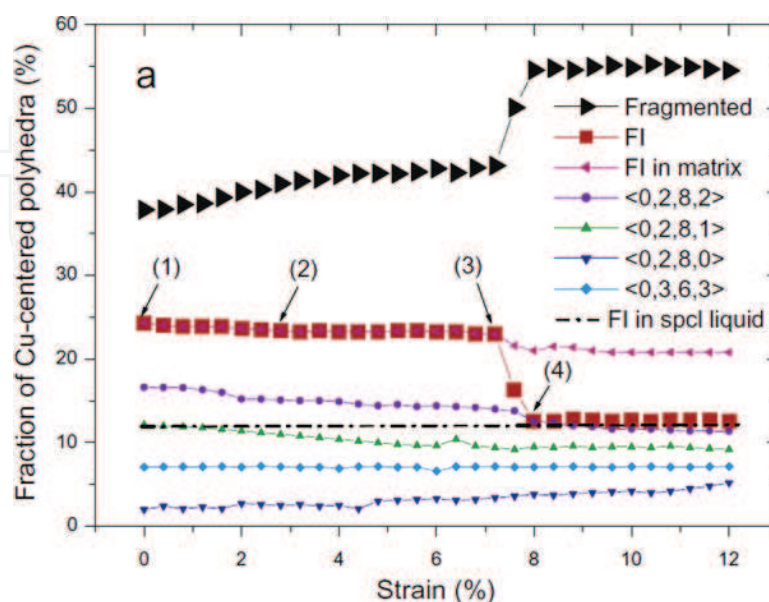 a
Fraction of Cu-centered polyhedra (%)
60
50
40
30
20
10
0
0 2 4 6 8 10 12
Strain (%)
(1)
(2)
(3)
(4)
Fragmented
FI
FI in matrix
<0,2,8,2>
<0,2,8,1>
<0,2,8,0>
<0,3,6,3>
FI in spcl liquid